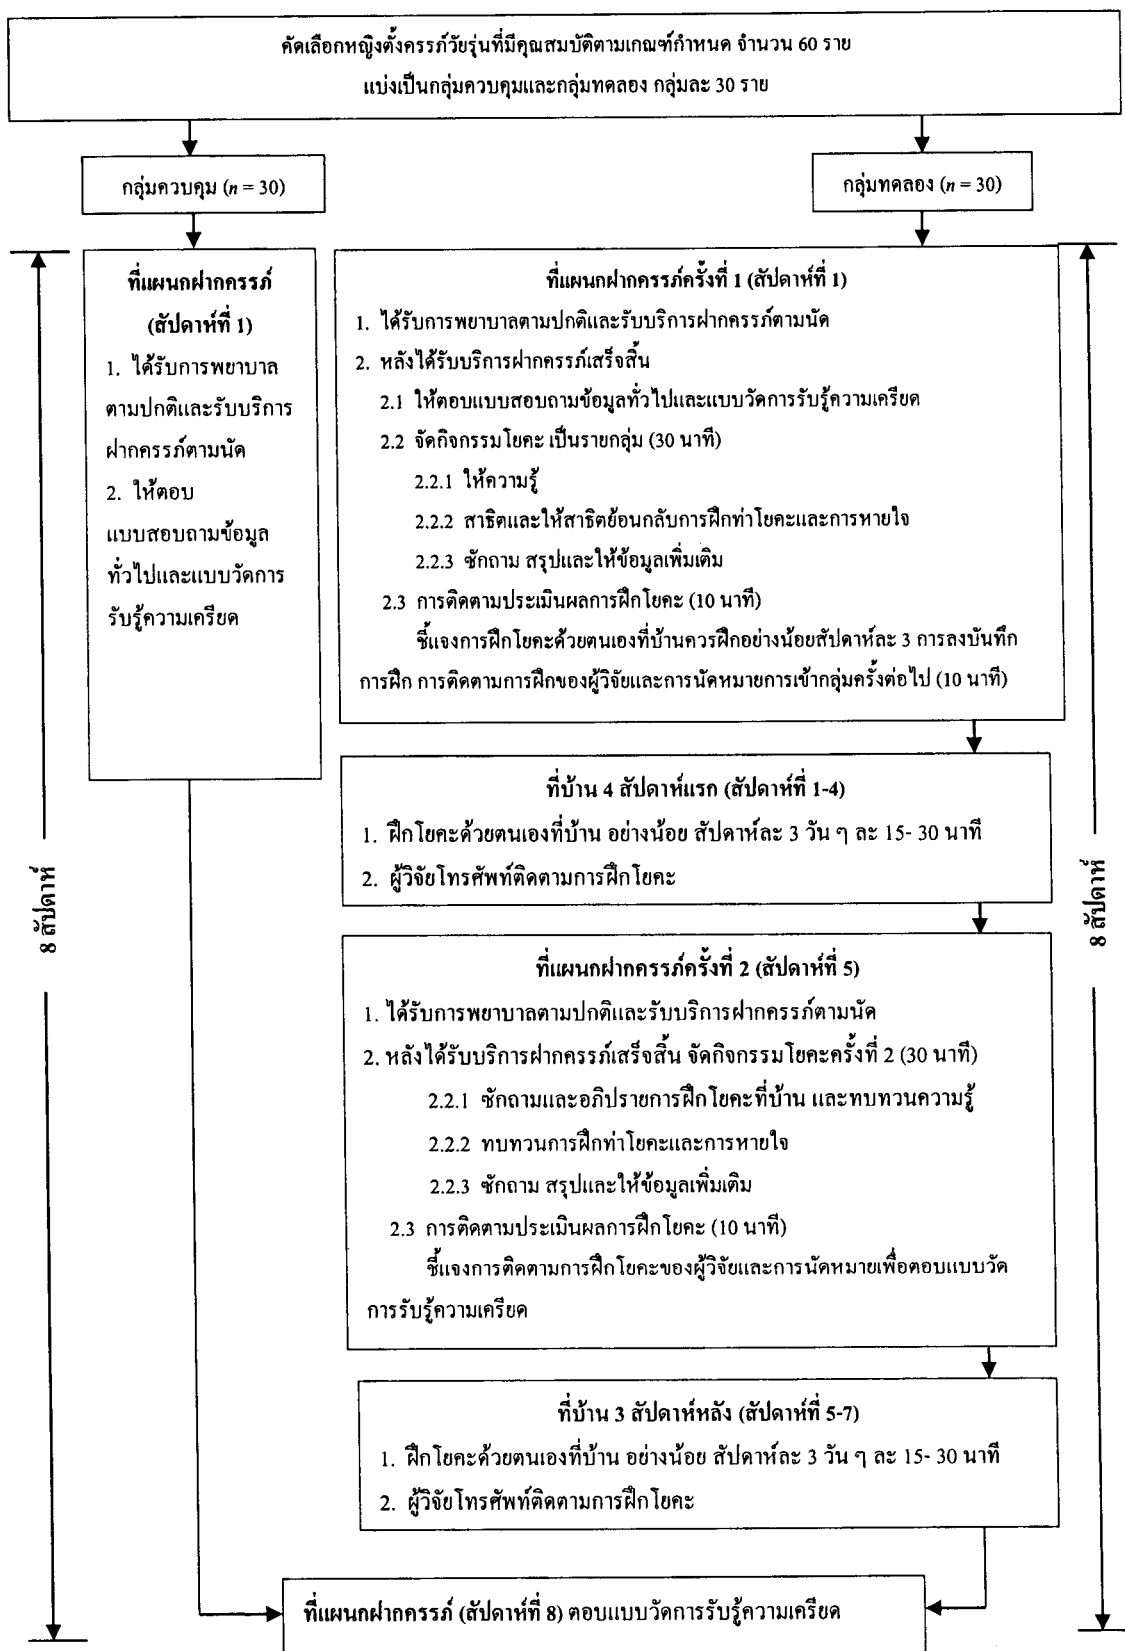 คัดเลือกหญิงตั้งครรภ์วัยรุ่นที่มีคุณสมบัติตามเกณฑ์กำหนด จำนวน 60 ราย
แบ่งเป็นกลุ่มควบคุมและกลุ่มทดลอง กลุ่มละ 30 ราย
กลุ่มควบคุม (n = 30)
กลุ่มทดลอง (n = 30)
8 สัปดาห์
ที่แผนกฝากครรภ์
(สัปดาห์ที่ 1)
1. ได้รับการพยาบาล
ตามปกติและรับบริการ
ฝากครรภ์ตามนัด
2. ให้ตอบ
แบบสอบถามข้อมูล
ทั่วไปและแบบวัดการ
รับรู้ความเครียด
ที่แผนกฝากครรภ์ครั้งที่ 1 (สัปดาห์ที่ 1)
1. ได้รับการพยาบาลตามปกติและรับบริการฝากครรภ์ตามนัด
2. หลังได้รับบริการฝากครรภ์เสร็จสิ้น
2.1 ให้ตอบแบบสอบถามข้อมูลทั่วไปและแบบวัดการรับรู้ความเครียด
2.2 จัดกิจกรรมโยคะ เป็นรายกลุ่ม (30 นาที)
2.2.1 ให้ความรู้
2.2.2 สาธิตและให้สาธิตย้อนกลับการฝึกท่าโยคะและการหายใจ
2.2.3 ซักถาม สรุปและให้ข้อมูลเพิ่มเติม
2.3 การติดตามประเมินผลการฝึกโยคะ (10 นาที)
ชี้แจงการฝึกโยคะด้วยตนเองที่บ้านควรฝึกอย่างน้อยสัปดาห์ละ 3 การลงบันทึก
การฝึก การติดตามการฝึกของผู้วิจัยและการนัดหมายการเข้ากลุ่มครั้งต่อไป (10 นาที)
ที่บ้าน 4 สัปดาห์แรก (สัปดาห์ที่ 1-4)
1. ฝึกโยคะด้วยตนเองที่บ้าน อย่างน้อย สัปดาห์ละ 3 วัน ๆ ละ 15- 30 นาที
2. ผู้วิจัยโทรศัพท์ติดตามการฝึกโยคะ
ที่แผนกฝากครรภ์ครั้งที่ 2 (สัปดาห์ที่ 5)
1. ได้รับการพยาบาลตามปกติและรับบริการฝากครรภ์ตามนัด
2. หลังได้รับบริการฝากครรภ์เสร็จสิ้น จัดกิจกรรมโยคะครั้งที่ 2 (30 นาที)
2.2.1 ซักถามและอภิปรายการฝึกโยคะที่บ้าน และทบทวนความรู้
2.2.2 ทบทวนการฝึกท่าโยคะและการหายใจ
2.2.3 ซักถาม สรุปและให้ข้อมูลเพิ่มเติม
2.3 การติดตามประเมินผลการฝึกโยคะ (10 นาที)
ชี้แจงการติดตามการฝึกโยคะของผู้วิจัยและการนัดหมายเพื่อตอบแบบวัด
การรับรู้ความเครียด
ที่บ้าน 3 สัปดาห์หลัง (สัปดาห์ที่ 5-7)
1. ฝึกโยคะด้วยตนเองที่บ้าน อย่างน้อย สัปดาห์ละ 3 วัน ๆ ละ 15- 30 นาที
2. ผู้วิจัยโทรศัพท์ติดตามการฝึกโยคะ
8 สัปดาห์
ที่แผนกฝากครรภ์ (สัปดาห์ที่ 8) ตอบแบบวัดการรับรู้ความเครียด